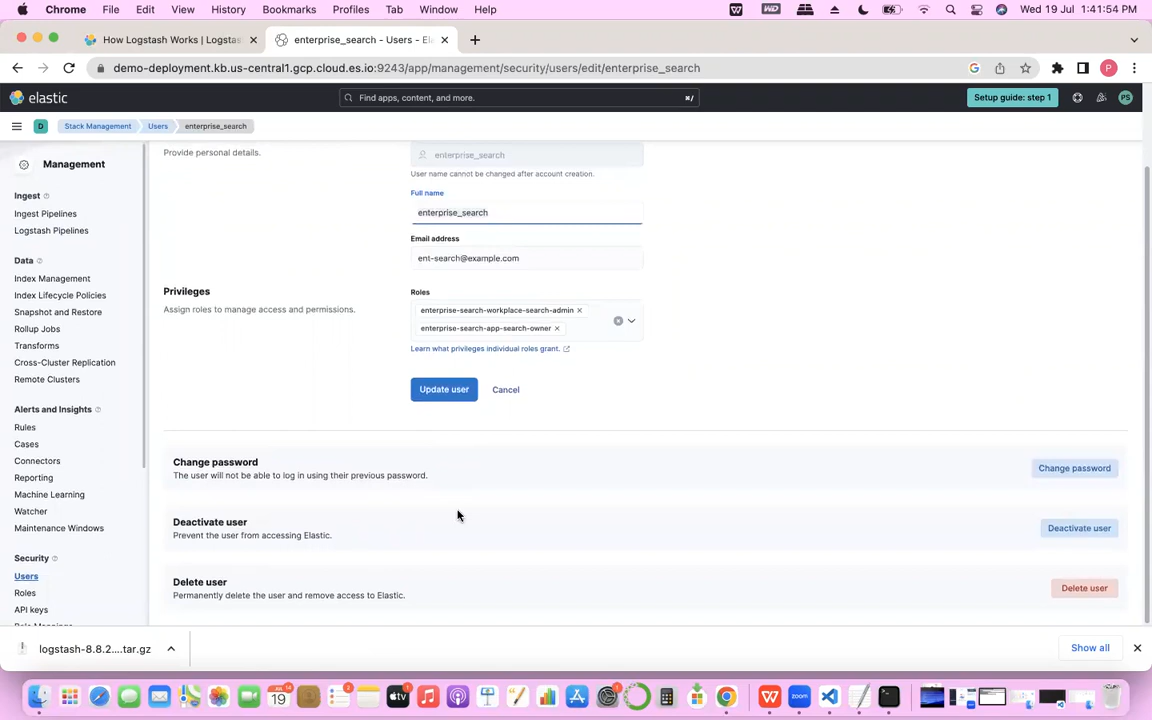 Chrome File Edit View History Bookmarks Profiles Tab Window Help Wed 19 Jul 1:41:54 PM
How Logstash Works | Logstas
enterprise_search - Users - El
demo-deployment.kb.us-central1.gcp.cloud.es.io:9243/app/management/security/users/edit/enterprise_search
P
elastic
Find apps, content, and more.
⌘/
Setup guide: step 1
PS
D
Stack Management
Users
enterprise_search
Management
Ingest
Ingest Pipelines
Logstash Pipelines
Data
Index Management
Index Lifecycle Policies
Snapshot and Restore
Rollup Jobs
Transforms
Cross-Cluster Replication
Remote Clusters
Alerts and Insights
Rules
Cases
Connectors
Reporting
Machine Learning
Watcher
Maintenance Windows
Security
Users
Roles
API keys
Role Mappings
Provide personal details.
enterprise_search
User name cannot be changed after account creation.
Full name
enterprise_search
Email address
ent-search@example.com
Privileges
Assign roles to manage access and permissions.
Roles
enterprise-search-workplace-search-admin
enterprise-search-app-search-owner
Learn what privileges individual roles grant.
Update user
Cancel
Change password
The user will not be able to log in using their previous password.
Change password
Deactivate user
Prevent the user from accessing Elastic.
Deactivate user
Delete user
Permanently delete the user and remove access to Elastic.
Delete user
logstash-8.8.2....tar.gz
Show all